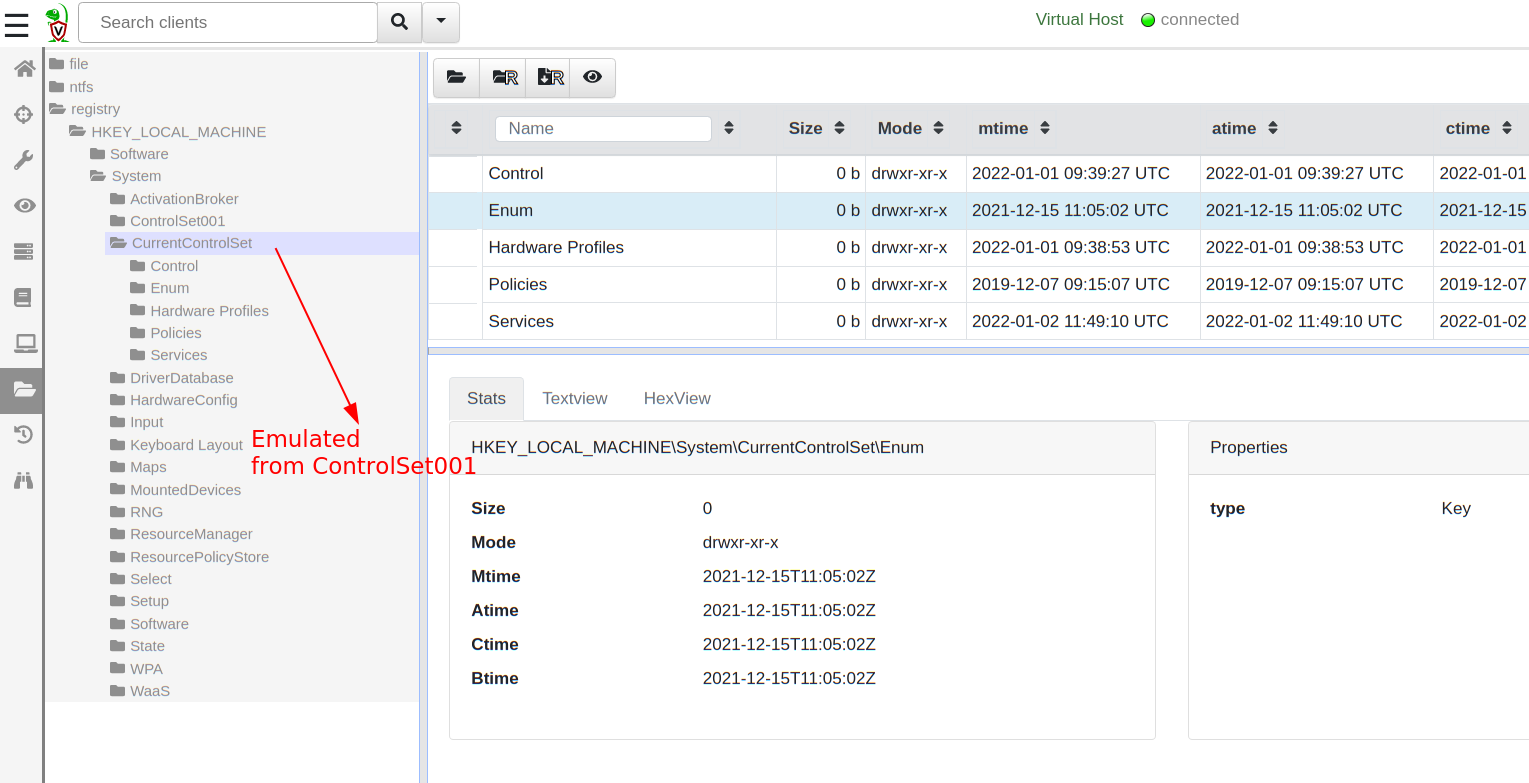 Search clients
Virtual Host connected
file
ntfs
registry
HKEY_LOCAL_MACHINE
Software
System
ActivationBroker
ControlSet001
CurrentControlSet
Control
Enum
Hardware Profiles
Policies
Services
DriverDatabase
HardwareConfig
Input
Keyboard Layout
Maps
MountedDevices
RNG
ResourceManager
ResourcePolicyStore
Select
Setup
Software
State
WPA
WaaS
Emulated
from ControlSet001
R R
Name Size Mode mtime atime ctime
Control 0 b drwxr-xr-x 2022-01-01 09:39:27 UTC 2022-01-01 09:39:27 UTC 2022-01-01
Enum 0 b drwxr-xr-x 2021-12-15 11:05:02 UTC 2021-12-15 11:05:02 UTC 2021-12-15
Hardware Profiles 0 b drwxr-xr-x 2022-01-01 09:38:53 UTC 2022-01-01 09:38:53 UTC 2022-01-01
Policies 0 b drwxr-xr-x 2019-12-07 09:15:07 UTC 2019-12-07 09:15:07 UTC 2019-12-07
Services 0 b drwxr-xr-x 2022-01-02 11:49:10 UTC 2022-01-02 11:49:10 UTC 2022-01-02
Stats Textview HexView
HKEY_LOCAL_MACHINE\System\CurrentControlSet\Enum
Size 0
Mode drwxr-xr-x
Mtime 2021-12-15T11:05:02Z
Atime 2021-12-15T11:05:02Z
Ctime 2021-12-15T11:05:02Z
Btime 2021-12-15T11:05:02Z
Properties
type Key